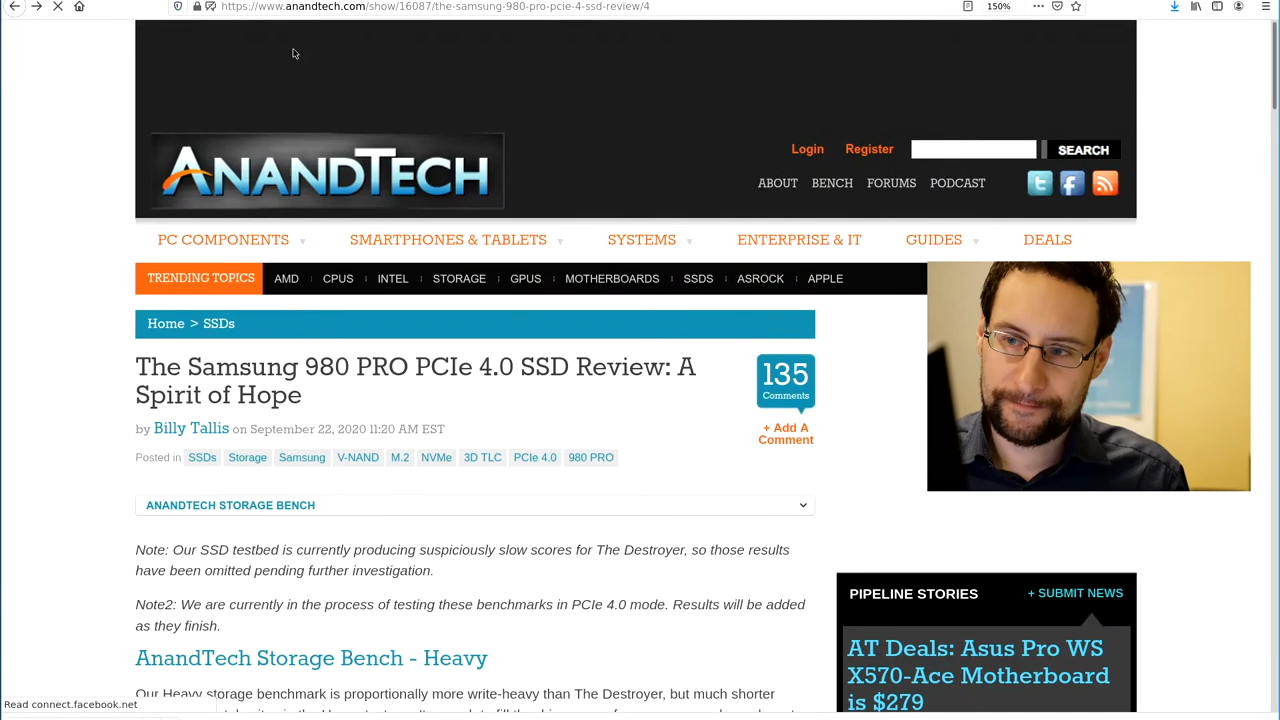 https://www.anandtech.com/show/16087/the-samsung-980-pro-pcie-4-ssd-review/4
150%
ANANDTECH
Login Register SEARCH
ABOUT BENCH FORUMS PODCAST
PC COMPONENTS SMARTPHONES & TABLETS SYSTEMS ENTERPRISE & IT GUIDES DEALS
TRENDING TOPICS AMD CPUS INTEL STORAGE GPUS MOTHERBOARDS SSDS ASROCK APPLE
Home > SSDs
The Samsung 980 PRO PCIe 4.0 SSD Review: A
Spirit of Hope
135
Comments
by Billy Tallis on September 22, 2020 11:20 AM EST
+ Add A
Comment
Posted in SSDs Storage Samsung V-NAND M.2 NVMe 3D TLC PCIe 4.0 980 PRO
ANANDTECH STORAGE BENCH
Note: Our SSD testbed is currently producing suspiciously slow scores for The Destroyer, so those results
have been omitted pending further investigation.
Note2: We are currently in the process of testing these benchmarks in PCIe 4.0 mode. Results will be added
as they finish.
AnandTech Storage Bench - Heavy
Our Heavy storage benchmark is proportionally more write-heavy than The Destroyer, but much shorter
PIPELINE STORIES + SUBMIT NEWS
AT Deals: Asus Pro WS
X570-Ace Motherboard
is $279
Read connect.facebook.net